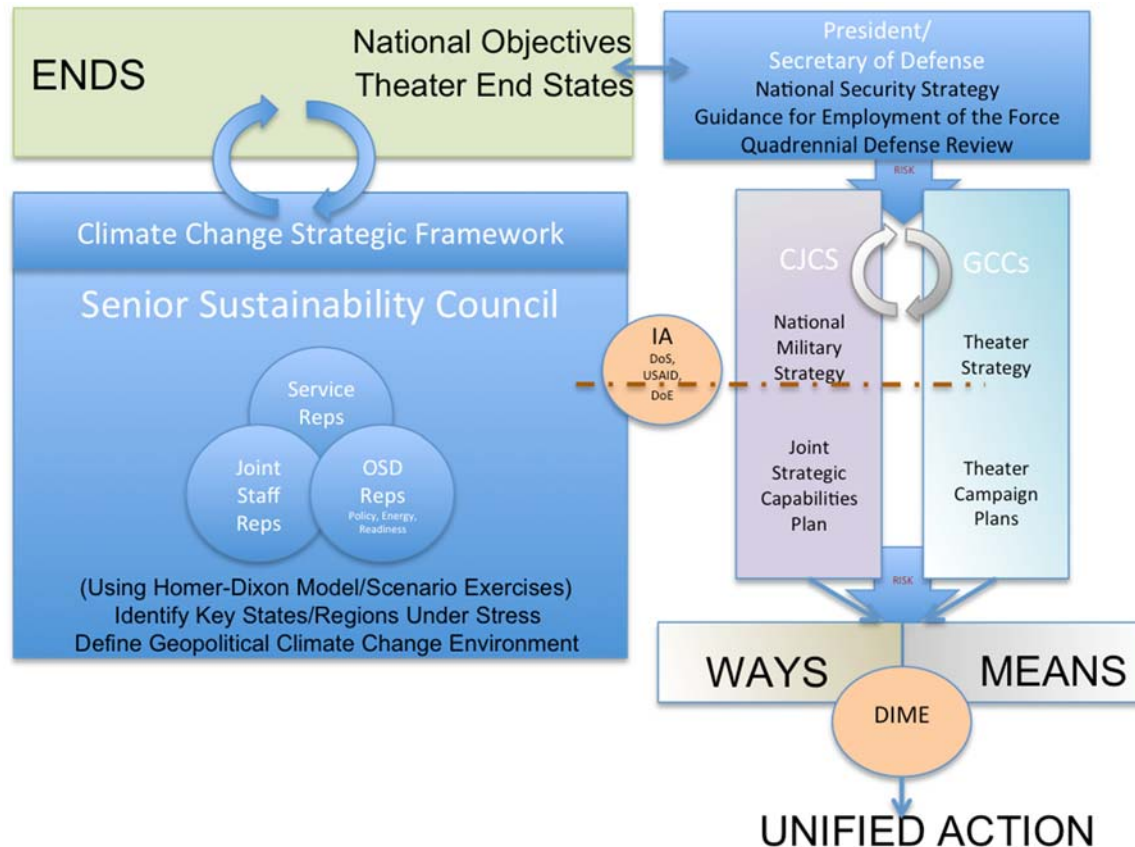 ENDS
National Objectives
Theater End States
President/
Secretary of Defense
National Security Strategy
Guidance for Employment of the Force
Quadrennial Defense Review
RISK
Climate Change Strategic Framework
Senior Sustainability Council
Service
Reps
Joint
Staff
Reps
OSD
Reps
Policy, Energy,
Readiness
(Using Homer-Dixon Model/Scenario Exercises)
Identify Key States/Regions Under Stress
Define Geopolitical Climate Change Environment
IA
DoS,
USAID,
DoE
CJCS
National
Military
Strategy
Joint
Strategic
Capabilities
Plan
GCCs
Theater
Strategy
Theater
Campaign
Plans
RISK
WAYS
MEANS
DIME
UNIFIED ACTION